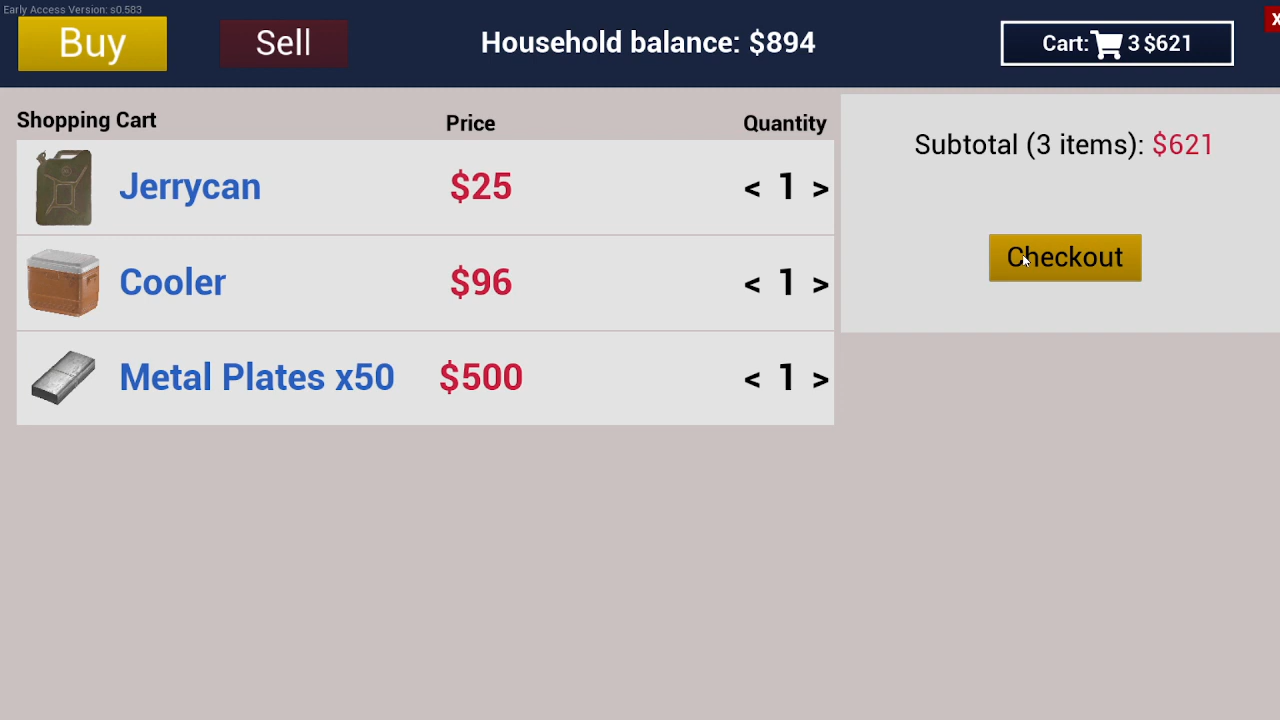 Early Access Version: s0.583
Buy
Sell
Household balance: $894
Cart: 3 $621
X
Shopping Cart Price Quantity
Jerrycan $25 < 1 >
Cooler $96 < 1 >
Metal Plates x50 $500 < 1 >
Subtotal (3 items): $621
Checkout